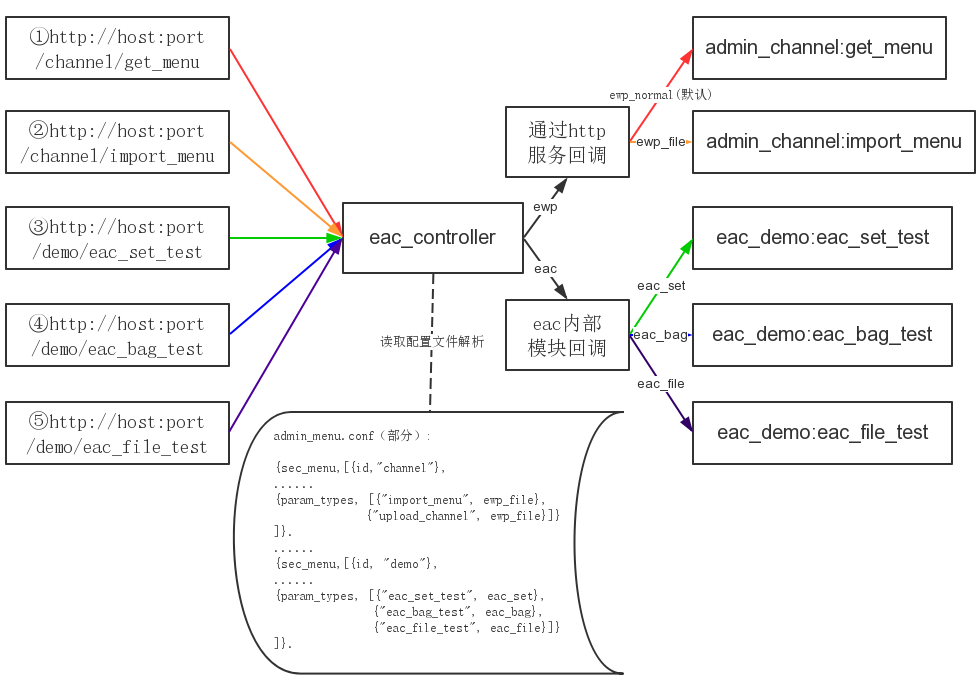 ①http://host:port
/channel/get_menu
②http://host:port
/channel/import_menu
③http://host:port
/demo/eac_set_test
④http://host:port
/demo/eac_bag_test
⑤http://host:port
/demo/eac_file_test
eac_controller
ewp
eac
通过http
服务回调
eac内部
模块回调
ewp_normal(默认)
ewp_file
eac_set
eac_bag
eac_file
admin_channel:get_menu
admin_channel:import_menu
eac_demo:eac_set_test
eac_demo:eac_bag_test
eac_demo:eac_file_test
读取配置文件解析
admin_menu.conf（部分）:
{sec_menu,[{id,"channel"},
......
{param_types, [{"import_menu", ewp_file},
{"upload_channel", ewp_file}]}
]}.
......
{sec_menu,[{id, "demo"},
......
{param_types, [{"eac_set_test", eac_set},
{"eac_bag_test", eac_bag},
{"eac_file_test", eac_file}]}
]}.